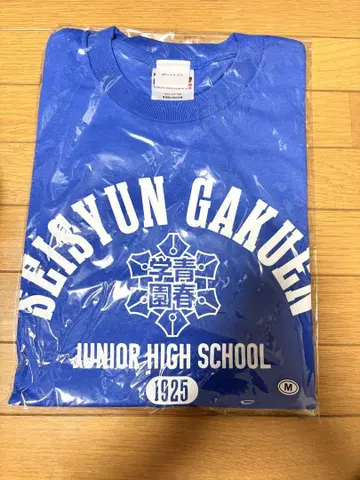 SEISYUN GAKUEN
青春
学園
JUNIOR HIGH SCHOOL
1925
M